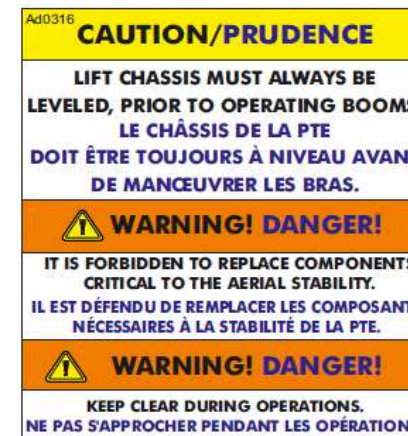 Ad0316
CAUTION/PRUDENCE
LIFT CHASSIS MUST ALWAYS BE
LEVELED, PRIOR TO OPERATING BOOMS
LE CHÂSSIS DE LA PTE
DOIT ÊTRE TOUJOURS À NIVEAU AVAN
DE MANŒUVRER LES BRAS.
WARNING! DANGER!
IT IS FORBIDDEN TO REPLACE COMPONENTS
CRITICAL TO THE AERIAL STABILITY.
IL EST DÉFENDU DE REMPLACER LES COMPOSANT
NÉCESSAIRES À LA STABILITÉ DE LA PTE.
WARNING! DANGER!
KEEP CLEAR DURING OPERATIONS.
NE PAS S'APPROCHER PENDANT LES OPÉRATION